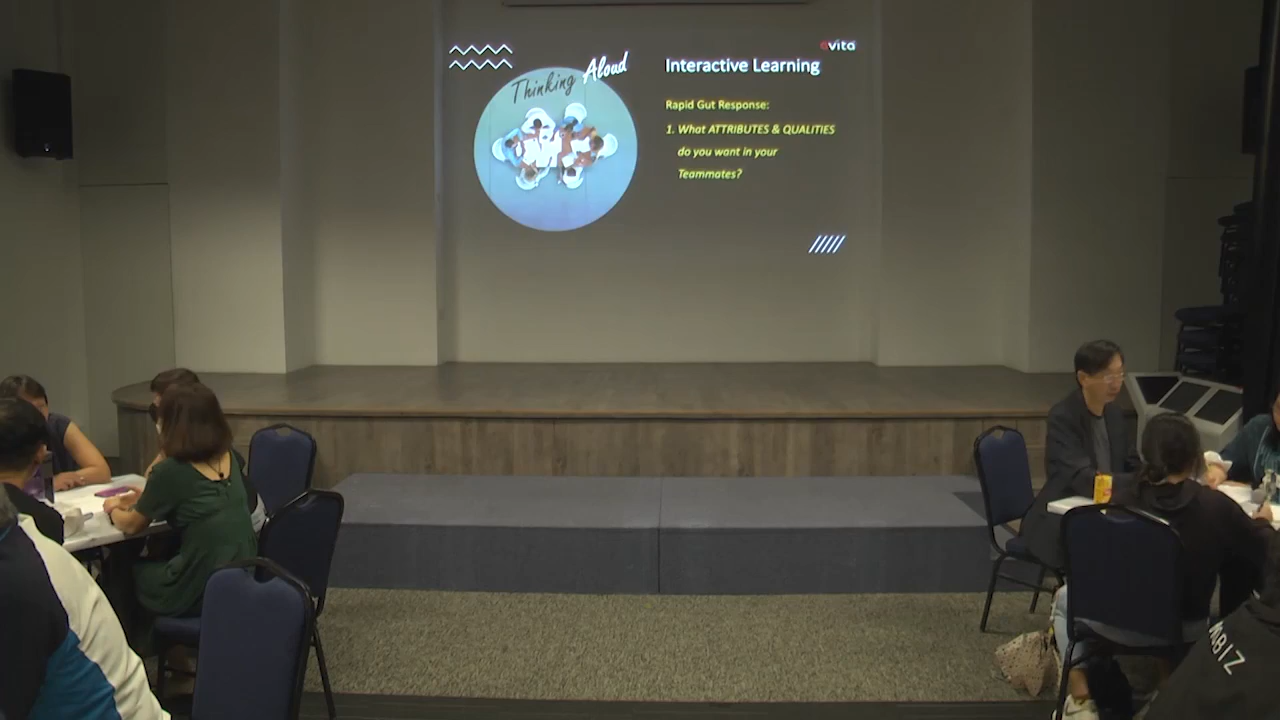 evita
Thinking Aloud
Interactive Learning
Rapid Gut Response:
1. What ATTRIBUTES & QUALITIES
do you want in your
Teammates?